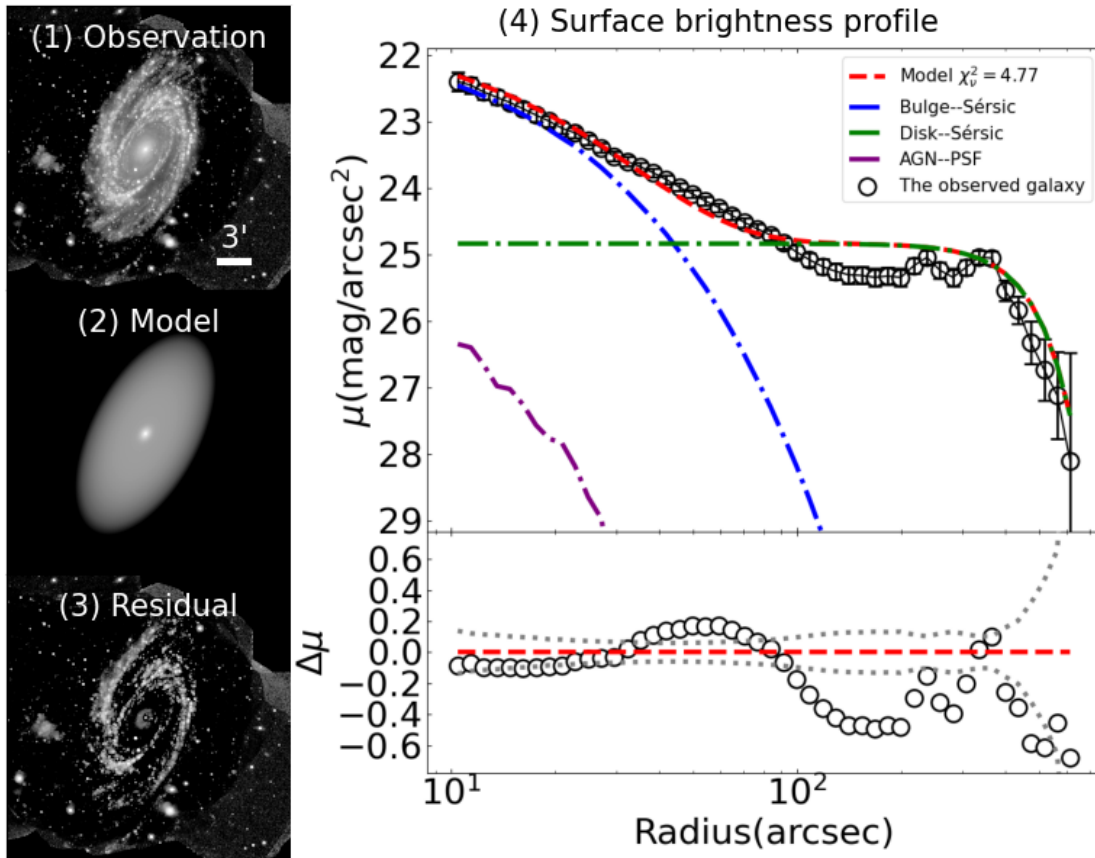 (1) Observation
3'
(2) Model
(3) Residual
(4) Surface brightness profile
22
23
24
25
26
27
28
29
μ(mag/arcsec²)
Model χ²ᵥ = 4.77
Bulge--Sérsic
Disk--Sérsic
AGN--PSF
The observed galaxy
0.6
0.4
0.2
0.0
−0.2
−0.4
−0.6
Δμ
10¹
10²
Radius(arcsec)